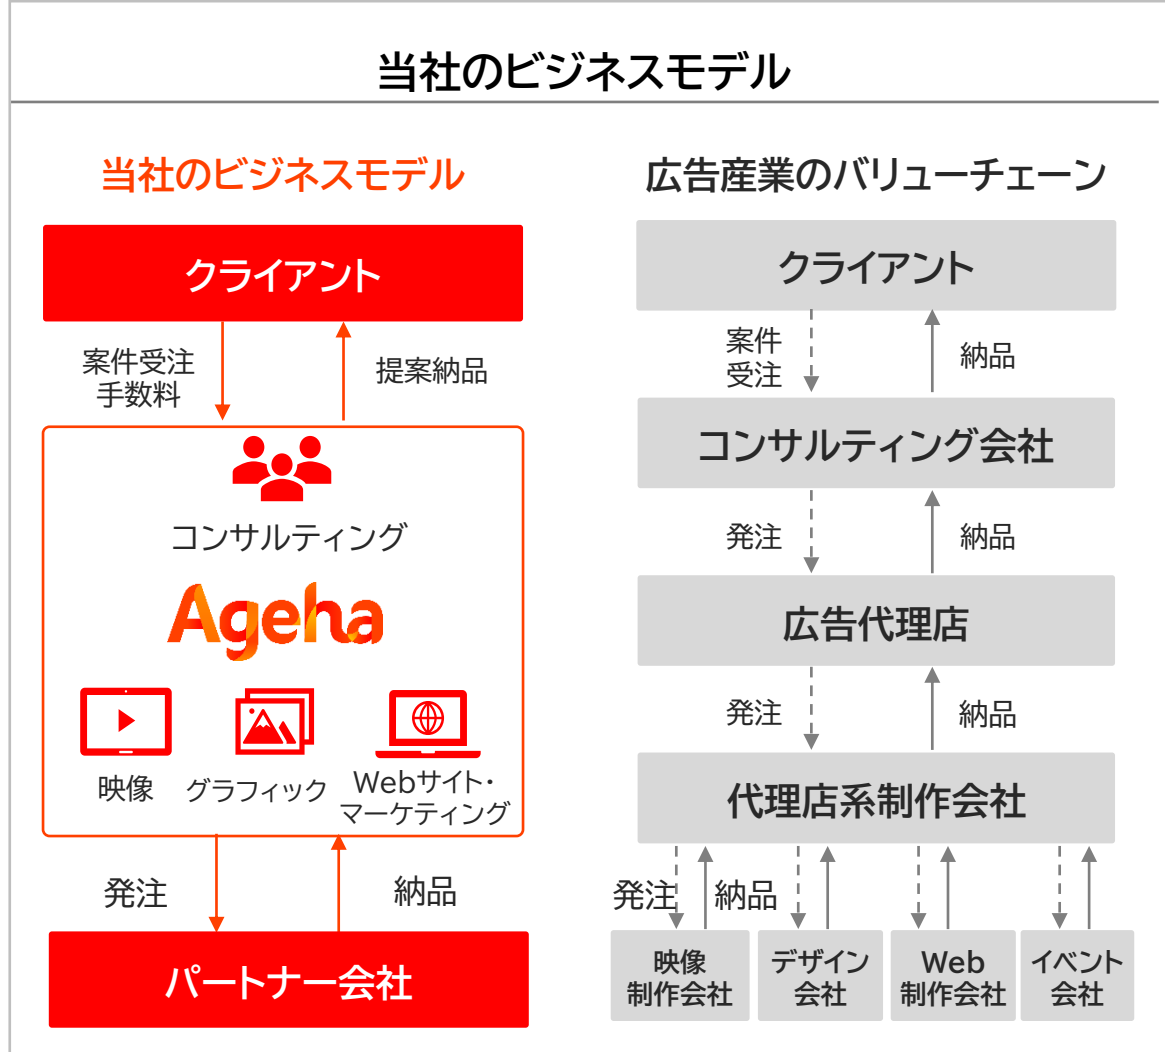 当社のビジネスモデル
当社のビジネスモデル
クライアント
案件受注
手数料
提案納品
コンサルティング
Ageha
映像
グラフィック
Webサイト・
マーケティング
発注
納品
パートナー会社
広告産業のバリューチェーン
クライアント
案件
受注
納品
コンサルティング会社
発注
納品
広告代理店
発注
納品
代理店系制作会社
発注
納品
映像
制作会社
デザイン
会社
Web
制作会社
イベント
会社